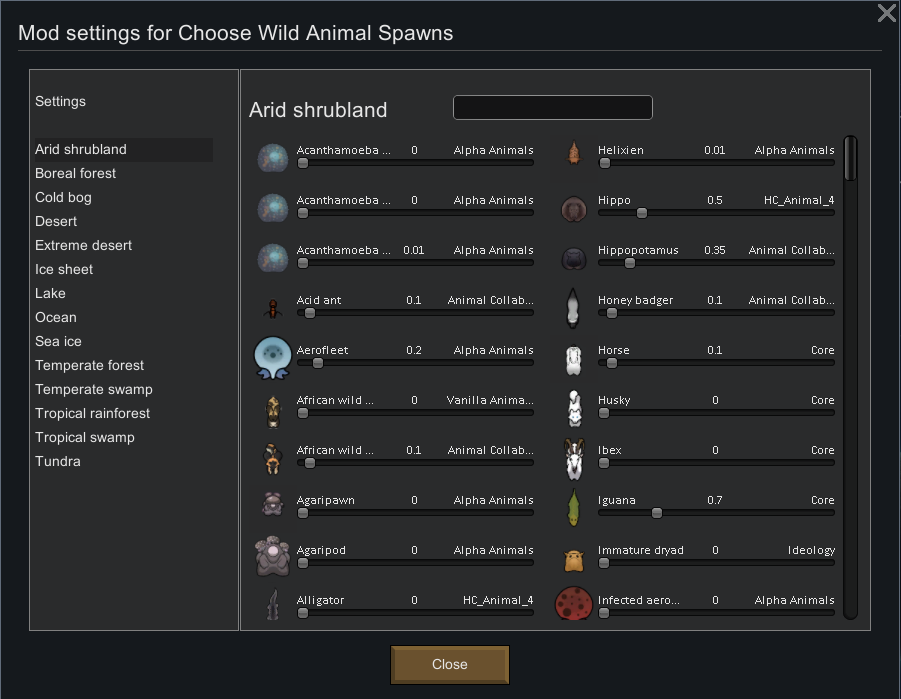 Mod settings for Choose Wild Animal Spawns
Settings
Arid shrubland
Boreal forest
Cold bog
Desert
Extreme desert
Ice sheet
Lake
Ocean
Sea ice
Temperate forest
Temperate swamp
Tropical rainforest
Tropical swamp
Tundra
Arid shrubland
Acanthamoeba ... 0 Alpha Animals
Acanthamoeba ... 0 Alpha Animals
Acanthamoeba ... 0.01 Alpha Animals
Acid ant 0.1 Animal Collab...
Aerofleet 0.2 Alpha Animals
African wild ... 0 Vanilla Anima...
African wild ... 0.1 Animal Collab...
Agaripawn 0 Alpha Animals
Agaripod 0 Alpha Animals
Alligator 0 HC_Animal_4
Helixien 0.01 Alpha Animals
Hippo 0.5 HC_Animal_4
Hippopotamus 0.35 Animal Collab...
Honey badger 0.1 Animal Collab...
Horse 0.1 Core
Husky 0 Core
Ibex 0 Core
Iguana 0.7 Core
Immature dryad 0 Ideology
Infected aero... 0 Alpha Animals
Close